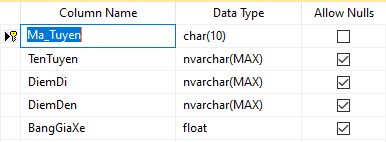 Column Name Data Type Allow Nulls
Ma_Tuyen char(10)
TenTuyen nvarchar(MAX)
DiemDi nvarchar(MAX)
DiemDen nvarchar(MAX)
BangGiaXe float